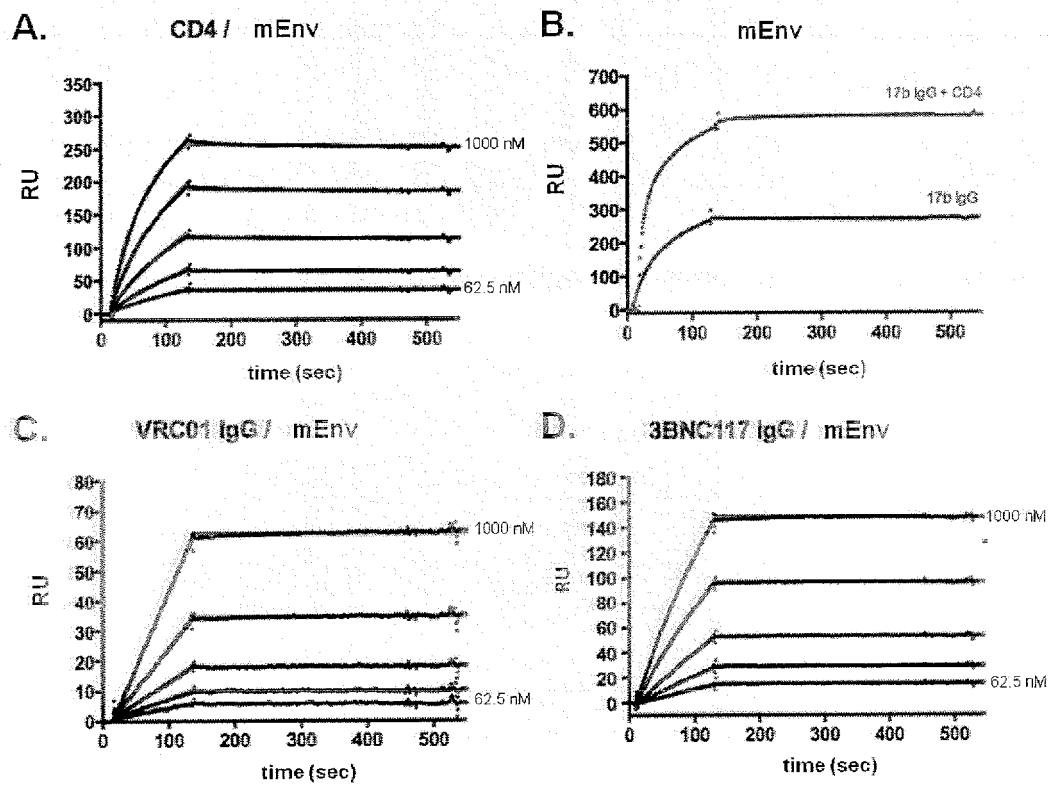 A.
CD4 / mEnv
350
300
250
200
150
100
50
0
RU
1000 nM
62.5 nM
0 100 200 300 400 500
time (sec)
B.
mEnv
700
600
500
400
300
200
100
0
RU
17b IgG + CD4
17b IgG
0 100 200 300 400 500
time (sec)
C.
VRC01 IgG / mEnv
80
70
60
50
40
30
20
10
0
RU
1000 nM
62.5 nM
0 100 200 300 400 500
time (sec)
D.
3BNC117 IgG / mEnv
180
160
140
120
100
80
60
40
20
0
RU
1000 nM
62.5 nM
0 100 200 300 400 500
time (sec)